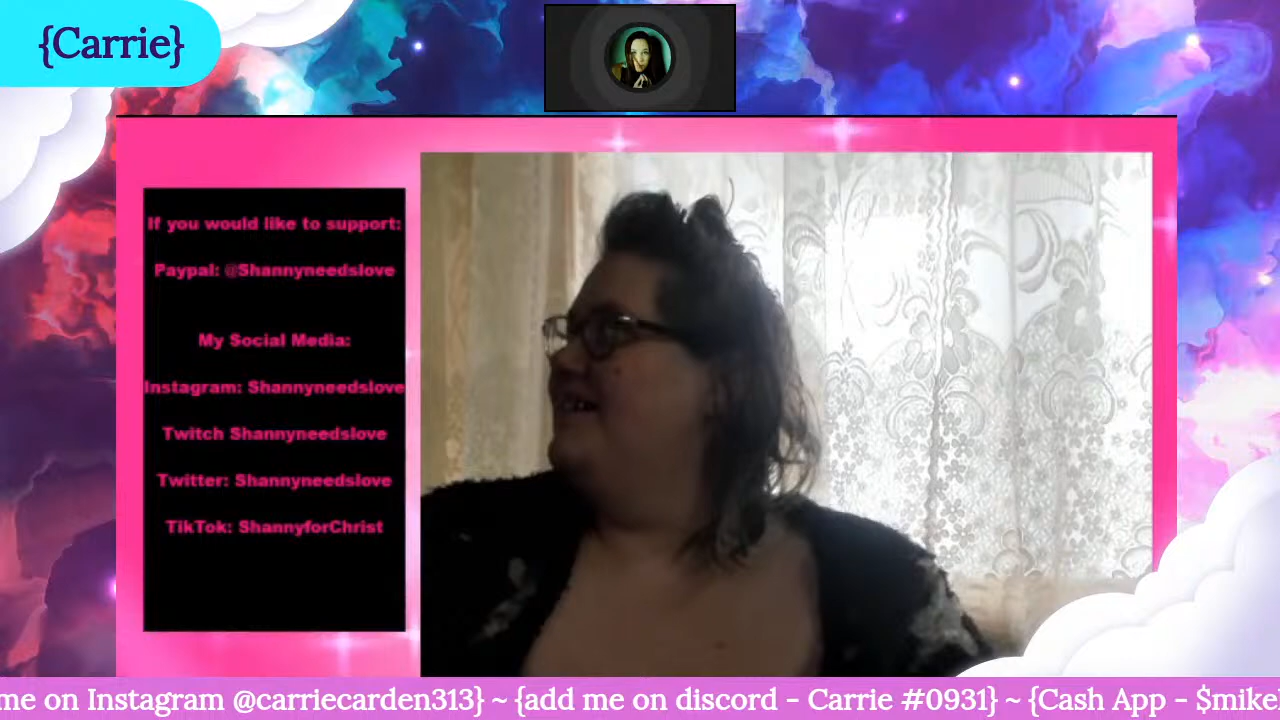 {Carrie}
If you would like to support:
Paypal: @Shannyneedslove
My Social Media:
Instagram: Shannyneedslove
Twitch Shannyneedslove
Twitter: Shannyneedslove
TikTok: ShannyforChrist
me on Instagram @carriecarden313} ~ {add me on discord - Carrie #0931} ~ {Cash App -